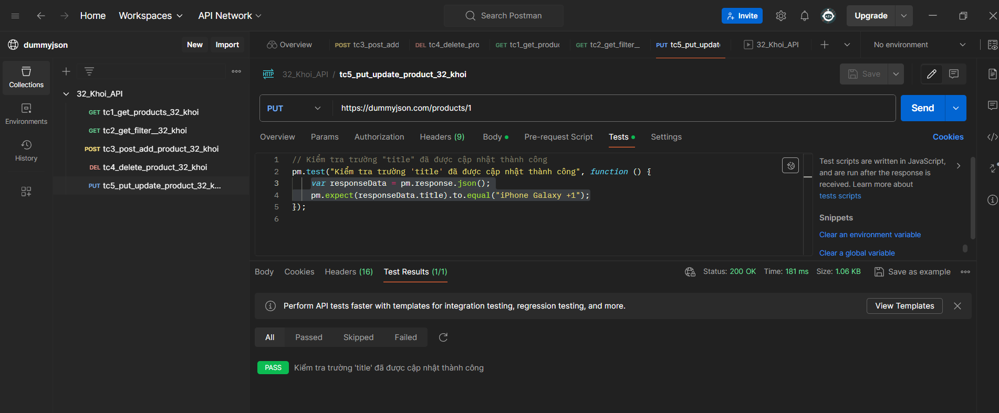 Home
Workspaces
API Network
Search Postman
Invite
Upgrade
dummyjson
New
Import
Overview
POST tc3_post_add
DEL tc4_delete_pro
GET tc1_get_produc
GET tc2_get_filter__
PUT tc5_put_update
32_Khoi_API
No environment
Collections
Environments
History
32_Khoi_API
GET tc1_get_products_32_khoi
GET tc2_get_filter__32_khoi
POST tc3_post_add_product_32_khoi
DEL tc4_delete_product_32_khoi
PUT tc5_put_update_product_32_k...
HTTP 32_Khoi_API / tc5_put_update_product_32_khoi
Save
PUT
https://dummyjson.com/products/1
Send
Overview
Params
Authorization
Headers (9)
Body
Pre-request Script
Tests
Settings
Cookies
1 // Kiểm tra trường "title" đã được cập nhật thành công
2 pm.test("Kiểm tra trường 'title' đã được cập nhật thành công", function () {
3 var responseData = pm.response.json();
4 pm.expect(responseData.title).to.equal("iPhone Galaxy +1");
5 });
6
Test scripts are written in JavaScript,
and are run after the response is
received. Learn more about
tests scripts
Snippets
Clear an environment variable
Clear a global variable
Body
Cookies
Headers (16)
Test Results (1/1)
Status: 200 OK
Time: 181 ms
Size: 1.06 KB
Save as example
Perform API tests faster with templates for integration testing, regression testing, and more.
View Templates
All
Passed
Skipped
Failed
PASS
Kiểm tra trường 'title' đã được cập nhật thành công